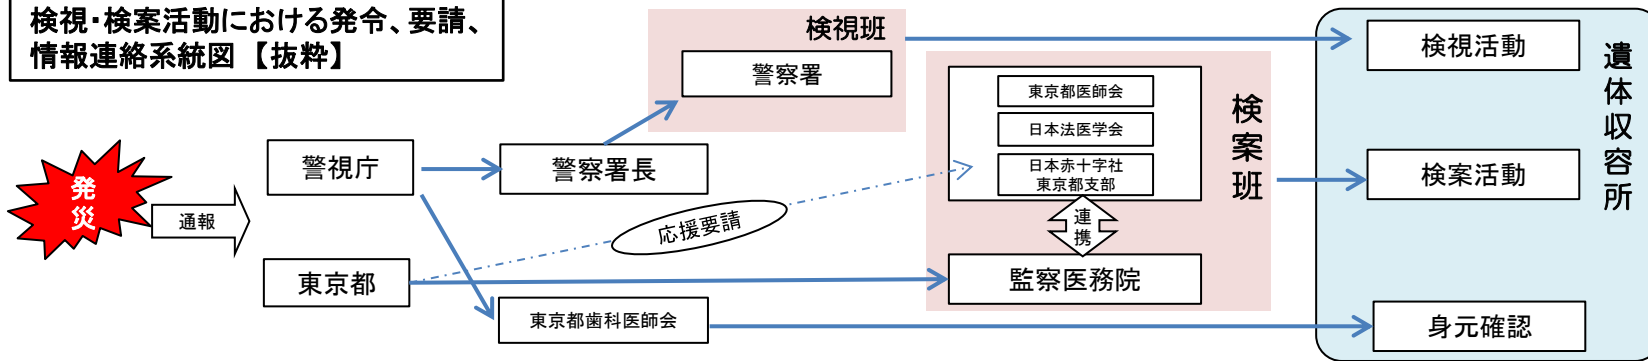 検視・検案活動における発令、要請、
情報連絡系統図 【抜粋】
発
災
通報
警視庁
東京都
警察署長
東京都歯科医師会
応援要請
検視班
警察署
東京都医師会
日本法医学会
日本赤十字社
東京都支部
連
携
監察医務院
検案班
検視活動
検案活動
身元確認
遺体収容所